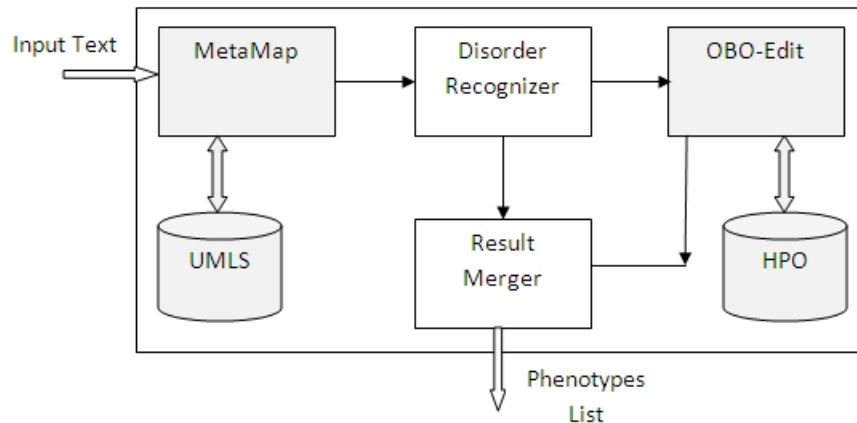 Input Text
MetaMap
Disorder
Recognizer
OBO-Edit
UMLS
Result
Merger
HPO
Phenotypes
List